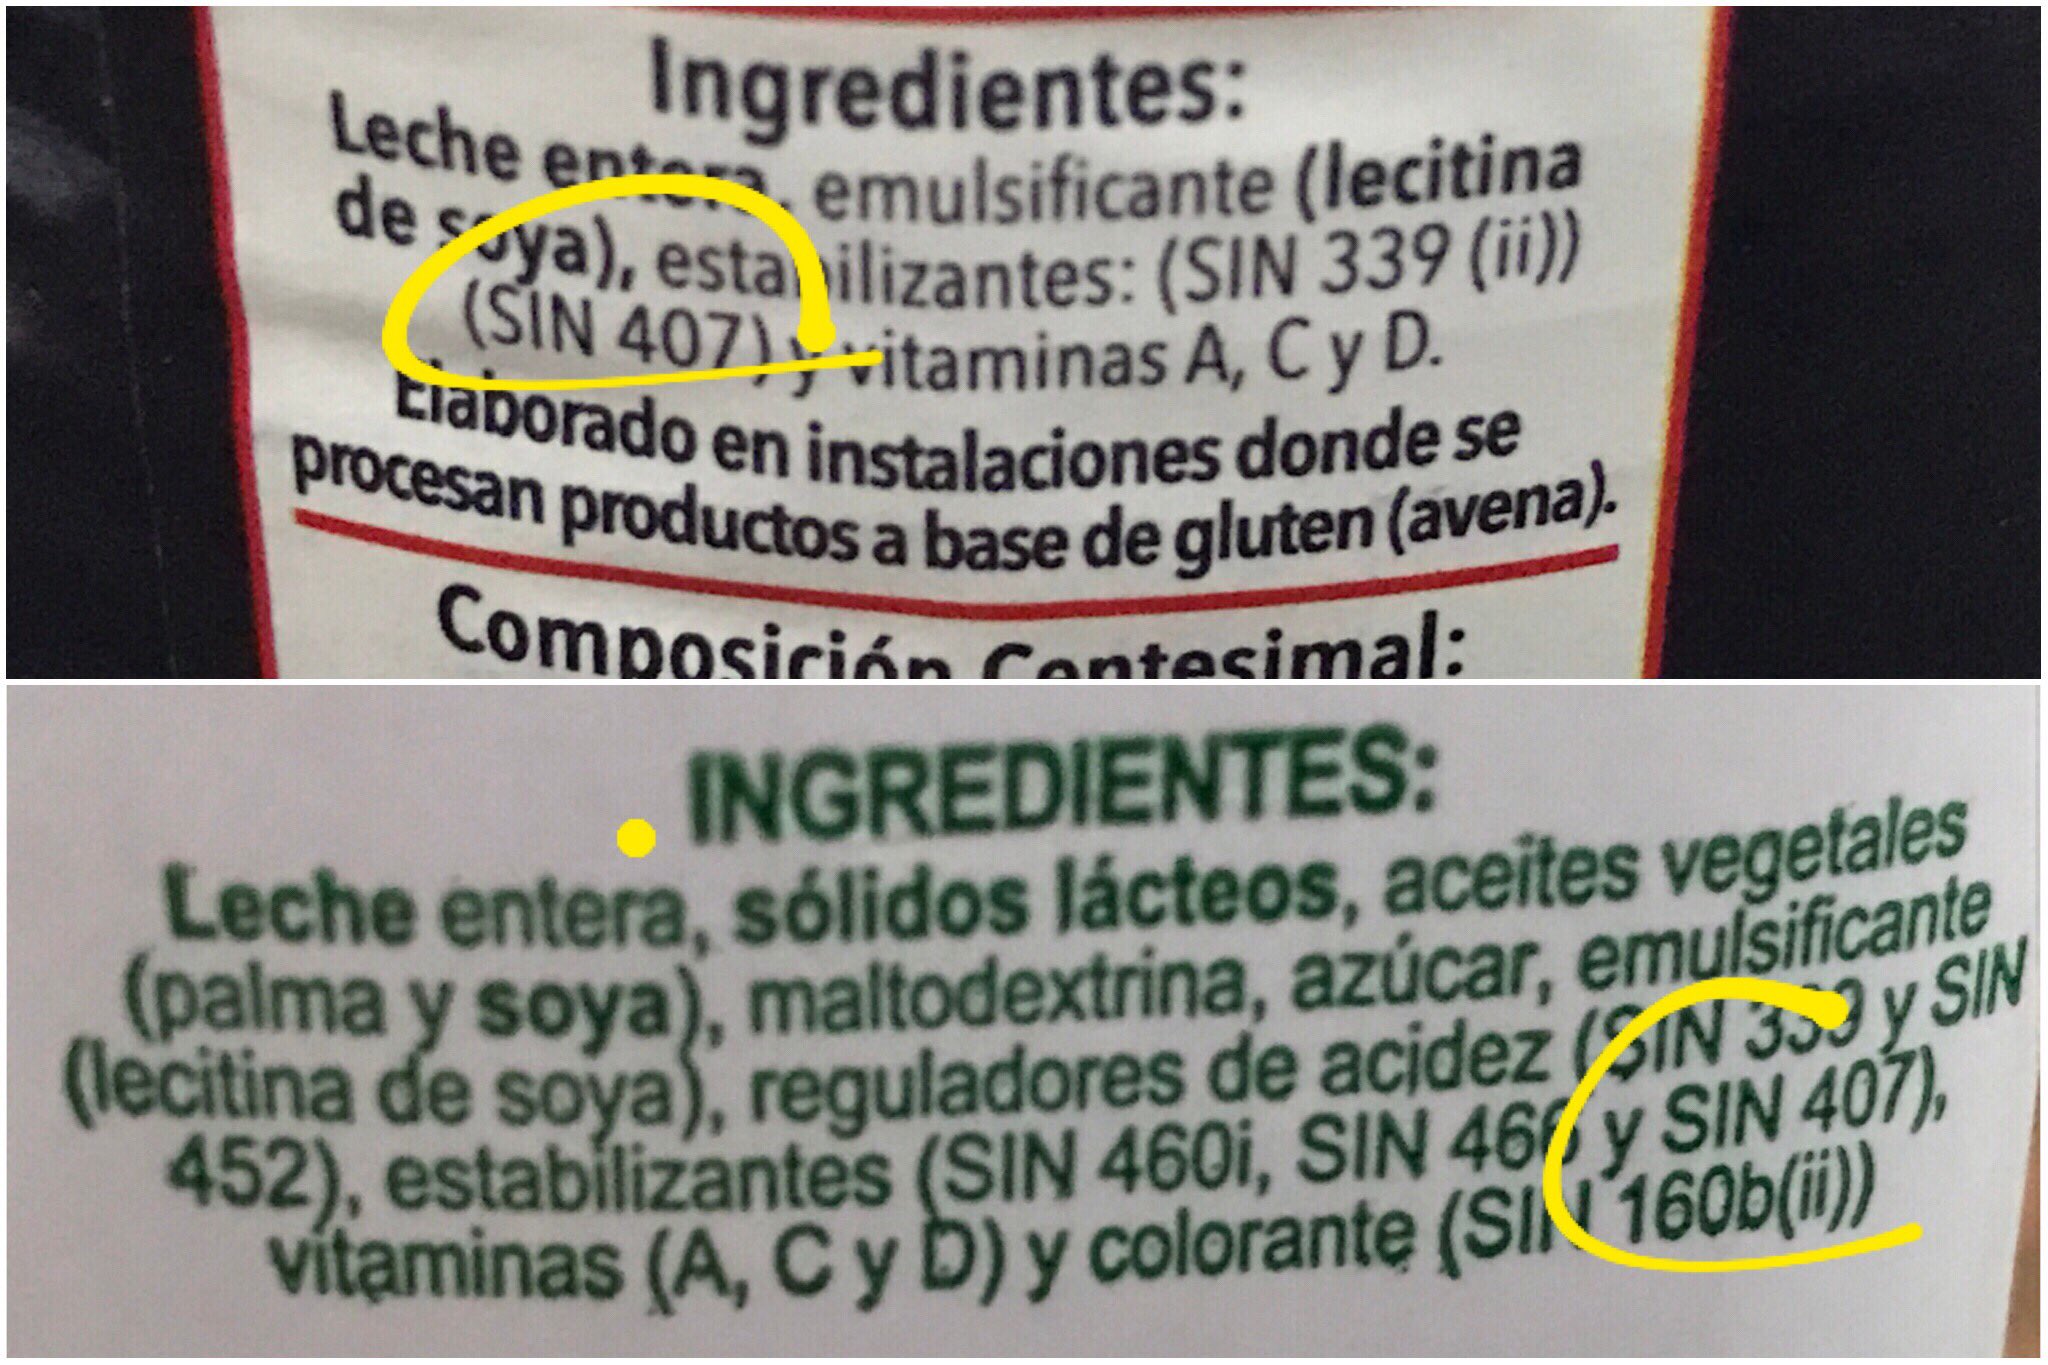 Ingredientes:
Leche entera, emulsificante (lecitina
de soya), estabilizantes: (SIN 339 (ii))
(SIN 407) y vitaminas A, C y D.
Elaborado en instalaciones donde se
procesan productos a base de gluten (avena).
Composición Centesimal:
INGREDIENTES:
Leche entera, sólidos lácteos, aceites vegetales
(palma y soya), maltodextrina, azúcar, emulsificante
(lecitina de soya), reguladores de acidez (SIN 339 y SIN
452), estabilizantes (SIN 460i, SIN 466 y SIN 407),
vitaminas (A, C y D) y colorante (SIN 160b(ii))